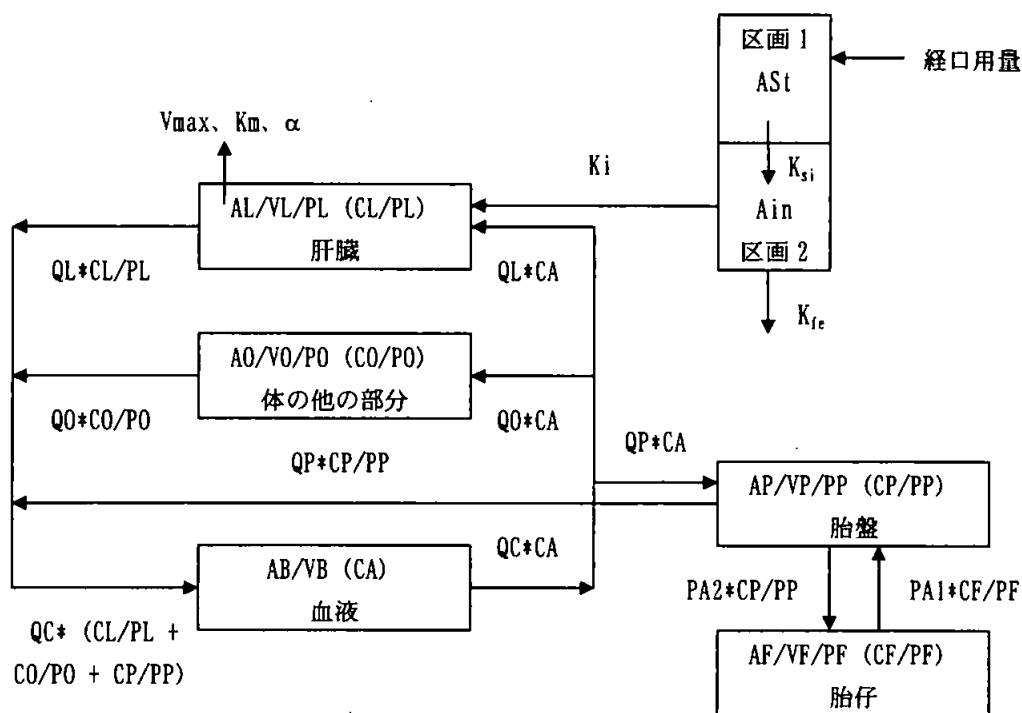 区画 1
ASt
経口用量
Vmax、Km、α
Ki
K_si
AL/VL/PL (CL/PL)
肝臓
Ain
区画 2
QL*CL/PL
QL*CA
K_fe
AO/VO/PO (CO/PO)
体の他の部分
QO*CO/PO
QO*CA
QP*CP/PP
QP*CA
AP/VP/PP (CP/PP)
胎盤
AB/VB (CA)
血液
QC*CA
PA2*CP/PP
PA1*CF/PF
QC* (CL/PL +
CO/PO + CP/PP)
AF/VF/PF (CF/PF)
胎仔